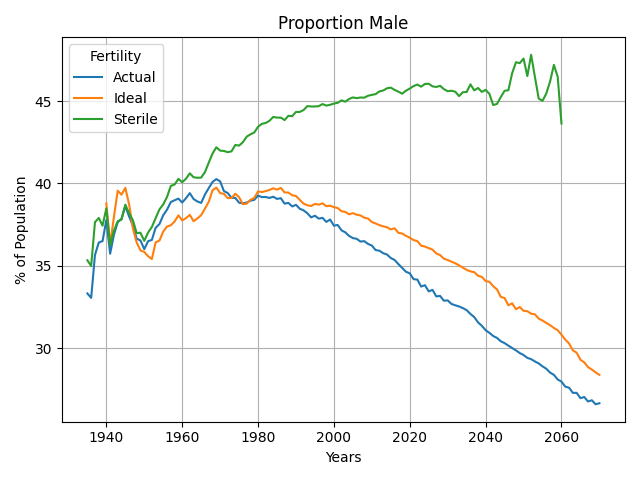 Proportion Male
Fertility
Actual
Ideal
Sterile
% of Population
45
40
35
30
1940 1960 1980 2000 2020 2040 2060
Years